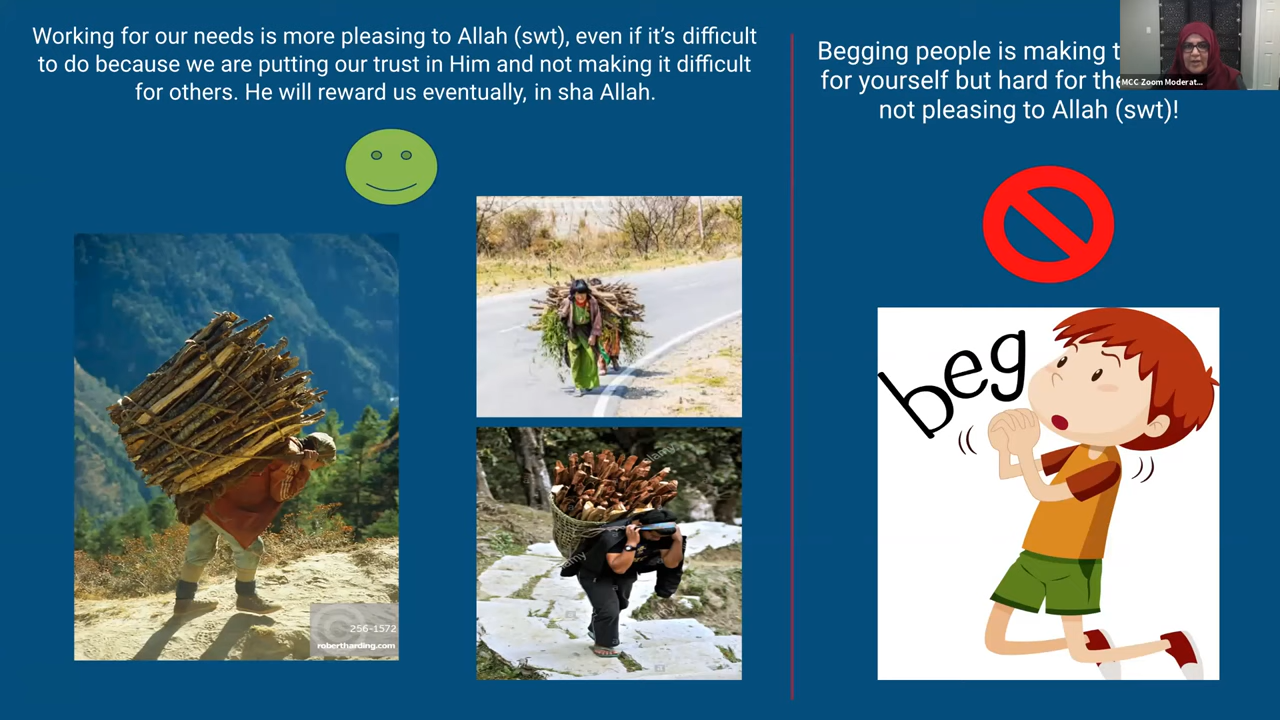 Working for our needs is more pleasing to Allah (swt), even if it's difficult
to do because we are putting our trust in Him and not making it difficult
for others. He will reward us eventually, in sha Allah.
Begging people is making
for yourself but hard for
not pleasing to Allah (swt)!
MCC Zoom Moderat...
beg
256-1572
robertharding.com
alamy